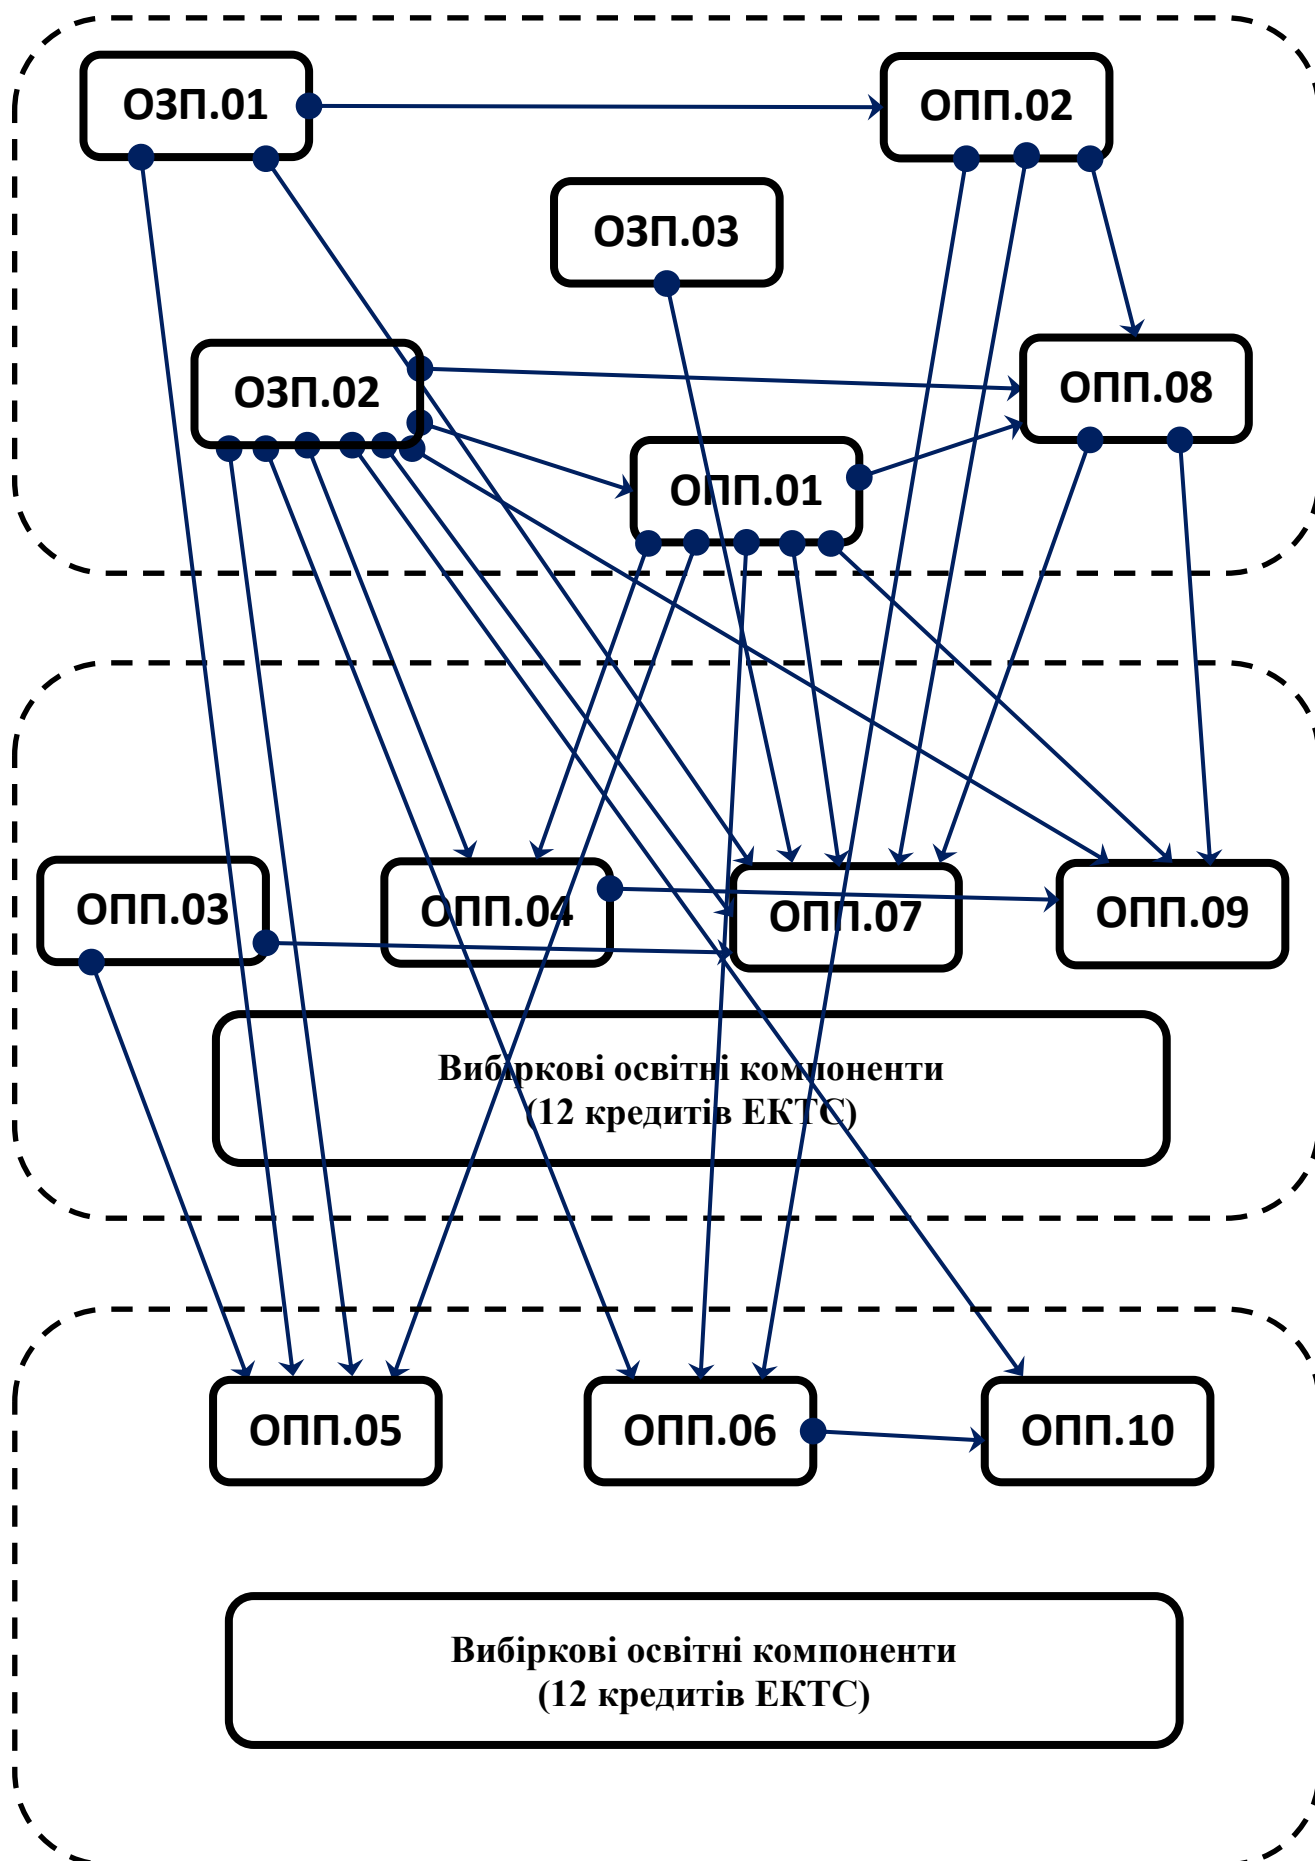 ОЗП.01
ОПП.02
ОЗП.03
ОЗП.02
ОПП.08
ОПП.01
ОПП.03
ОПП.04
ОПП.07
ОПП.09
Вибіркові освітні компоненти
(12 кредитів ЕКТС)
ОПП.05
ОПП.06
ОПП.10
Вибіркові освітні компоненти
(12 кредитів ЕКТС)